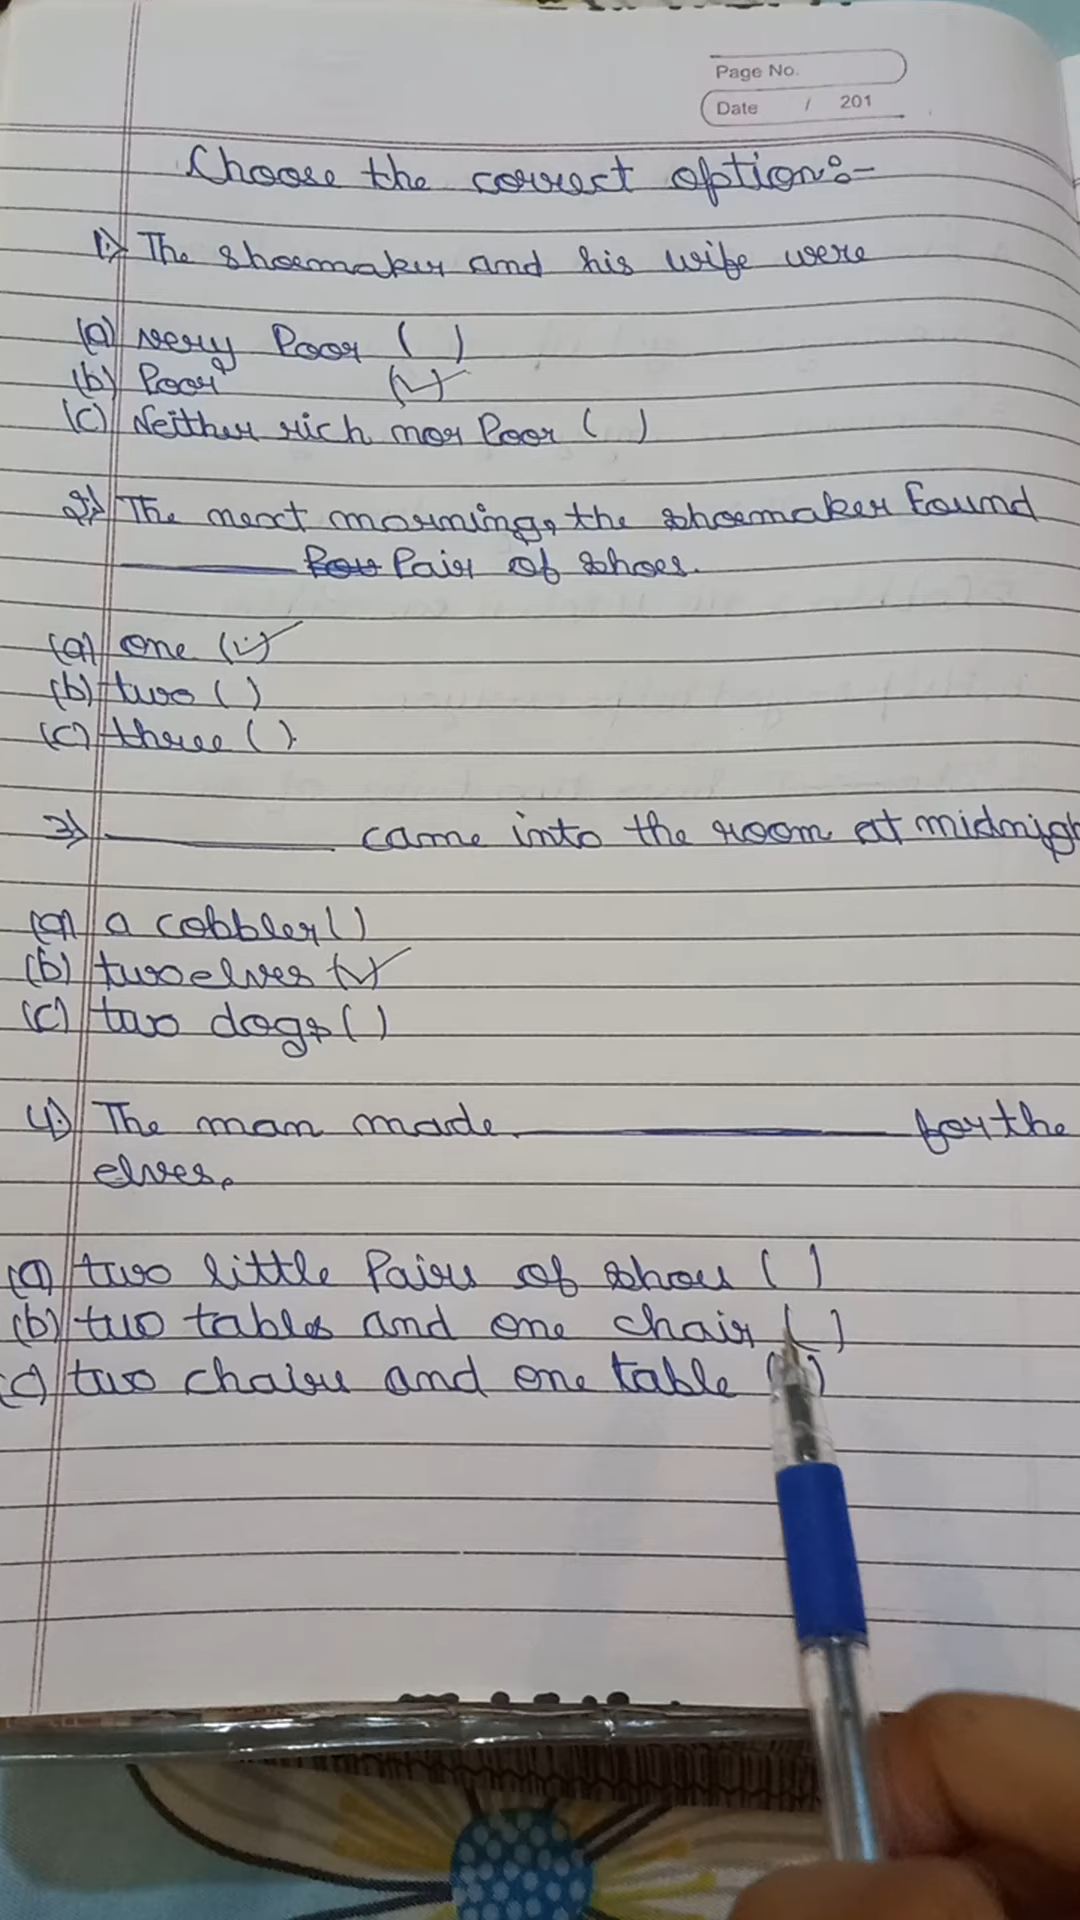 Page No.
Date / 201
Choose the correct option:-
1) The shoemaker and his wife were
(a) very Poor ( )
(b) Poor (✓)
(c) Neither rich nor Poor ( )
2) The next morning, the shoemaker Found
______ Pair of shoes.
(a) one (✓)
(b) two ( )
(c) three ( )
3) ______ came into the room at midnigh
(a) a cobbler ( )
(b) two elves (✓)
(c) two dogs ( )
4) The man made ______ for the
elves.
(a) two little Pairs of shoes ( )
(b) two tables and one chair ( )
(c) two chairs and one table ( )